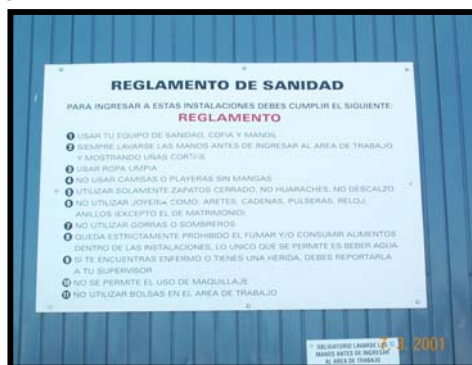 REGLAMENTO DE SANIDAD
PARA INGRESAR A ESTAS INSTALACIONES DEBES CUMPLIR EL SIGUIENTE:
REGLAMENTO
1 USAR TU EQUIPO DE SANIDAD, COFIA Y MANDIL
2 SIEMPRE LAVARSE LAS MANOS ANTES DE INGRESAR AL AREA DE TRABAJO
Y MOSTRANDO UÑAS CORTAS
3 USAR ROPA LIMPIA
4 NO USAR CAMISAS O PLAYERAS SIN MANGAS
5 UTILIZAR SOLAMENTE ZAPATOS CERRADO, NO HUARACHES, NO DESCALZO
6 NO UTILIZAR JOYERIA COMO: ARETES, CADENAS, PULSERAS, RELOJ,
ANILLOS (EXCEPTO EL DE MATRIMONIO)
7 NO UTILIZAR GORRAS O SOMBREROS
8 QUEDA ESTRICTAMENTE PROHIBIDO EL FUMAR Y/O CONSUMIR ALIMENTOS
DENTRO DE LAS INSTALACIONES, LO UNICO QUE SE PERMITE ES BEBER AGUA
9 SI TE ENCUENTRAS ENFERMO O TIENES UNA HERIDA, DEBES REPORTARLA
A TU SUPERVISOR
10 NO SE PERMITE EL USO DE MAQUILLAJE
11 NO UTILIZAR BOLSAS EN EL AREA DE TRABAJO
OBLIGATORIO LAVARSE LAS
MANOS ANTES DE INGRESAR
AL AREA DE TRABAJO
2001